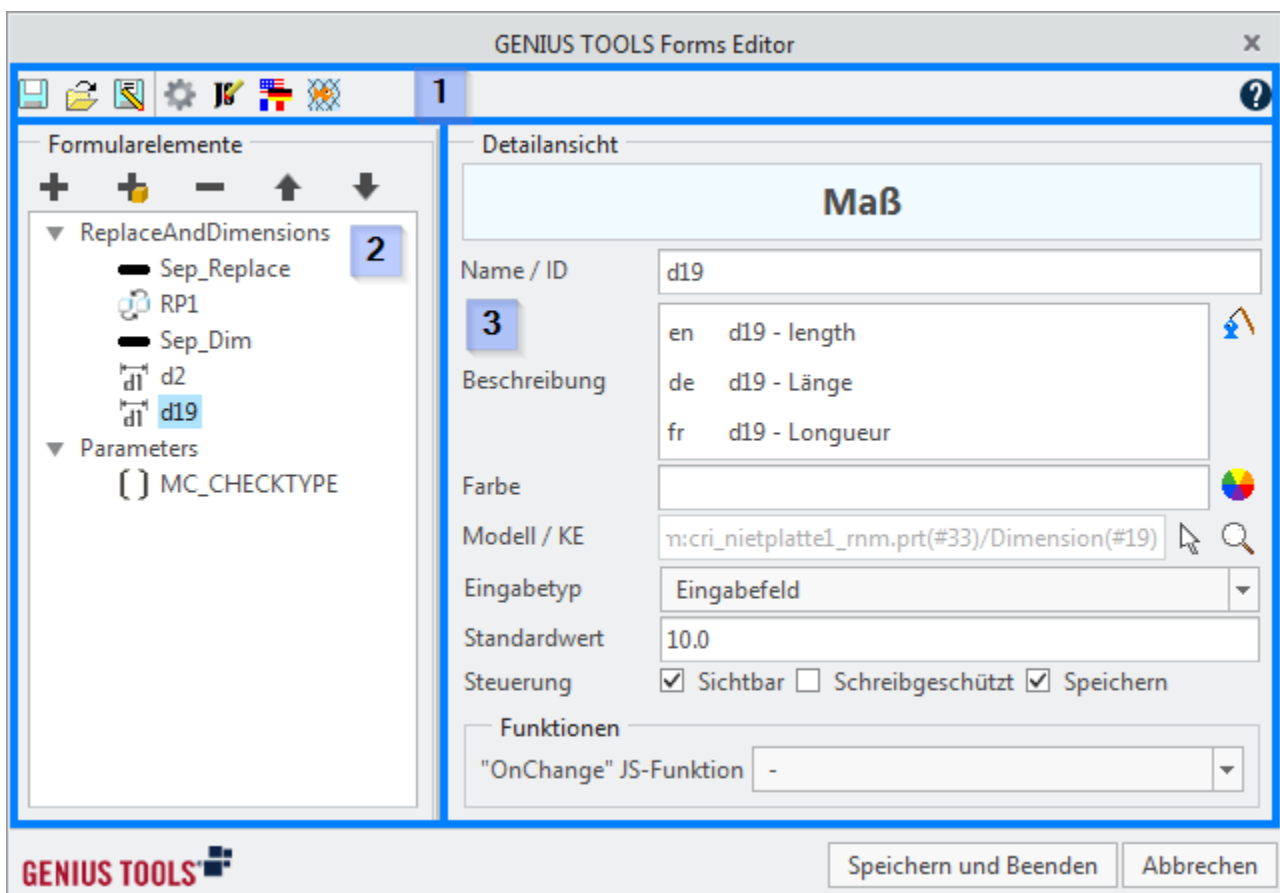 GENIUS TOOLS Forms Editor
1
Formularelemente
ReplaceAndDimensions
2
Sep_Replace
RP1
Sep_Dim
d2
d19
Parameters
MC_CHECKTYPE
Detailansicht
Maß
Name / ID d19
3
Beschreibung
en d19 - length
de d19 - Länge
fr d19 - Longueur
Farbe
Modell / KE m:cri_nietplatte1_rnm.prt(#33)/Dimension(#19)
Eingabetyp Eingabefeld
Standardwert 10.0
Steuerung Sichtbar Schreibgeschützt Speichern
Funktionen
"OnChange" JS-Funktion -
GENIUS TOOLS
Speichern und Beenden Abbrechen